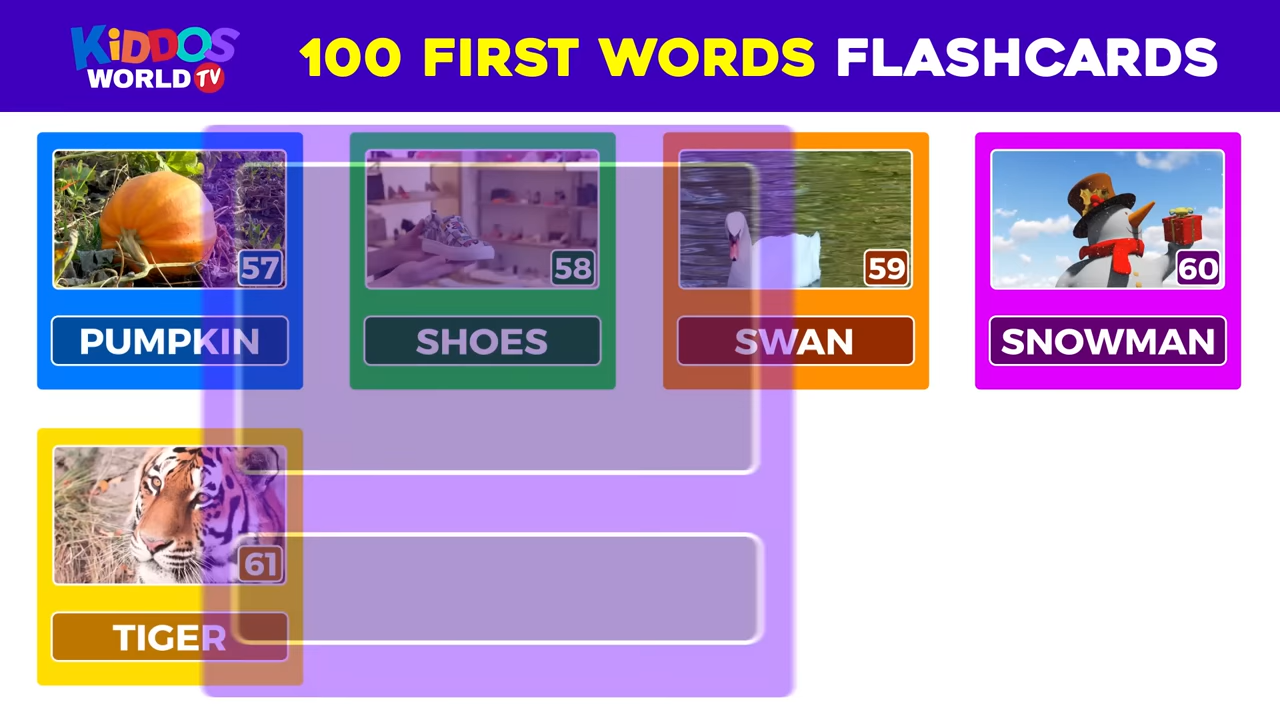 KiDDOS
WORLD TV
100 FIRST WORDS FLASHCARDS
57
58
59
60
PUMPKIN
SHOES
SWAN
SNOWMAN
61
TIGER